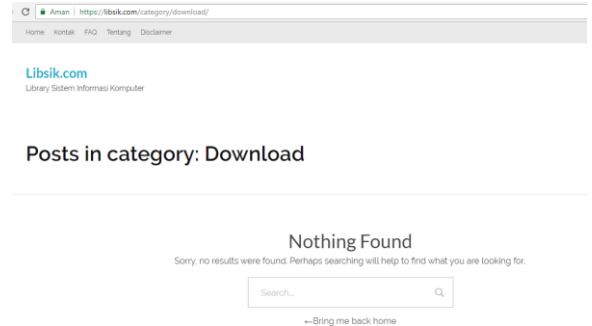 Aman | https://libsik.com/category/download/
Home Kontak FAQ Tentang Disclaimer
Libsik.com
Library Sistem Informasi Komputer
Posts in category: Download
Nothing Found
Sorry, no results were found. Perhaps searching will help to find what you are looking for.
Search...
←Bring me back home